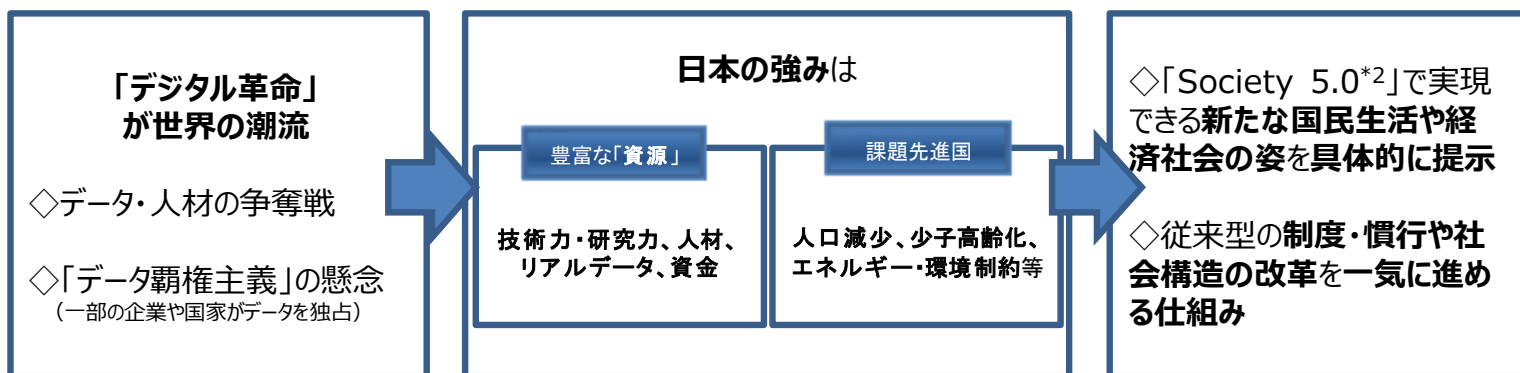 「デジタル革命」
が世界の潮流
◇データ・人材の争奪戦
◇「データ覇権主義」の懸念
（一部の企業や国家がデータを独占）
日本の強みは
豊富な「資源」
技術力・研究力、人材、
リアルデータ、資金
課題先進国
人口減少、少子高齢化、
エネルギー・環境制約等
◇「Society 5.0*2」で実現
できる新たな国民生活や経
済社会の姿を具体的に提示
◇従来型の制度・慣行や社
会構造の改革を一気に進め
る仕組み